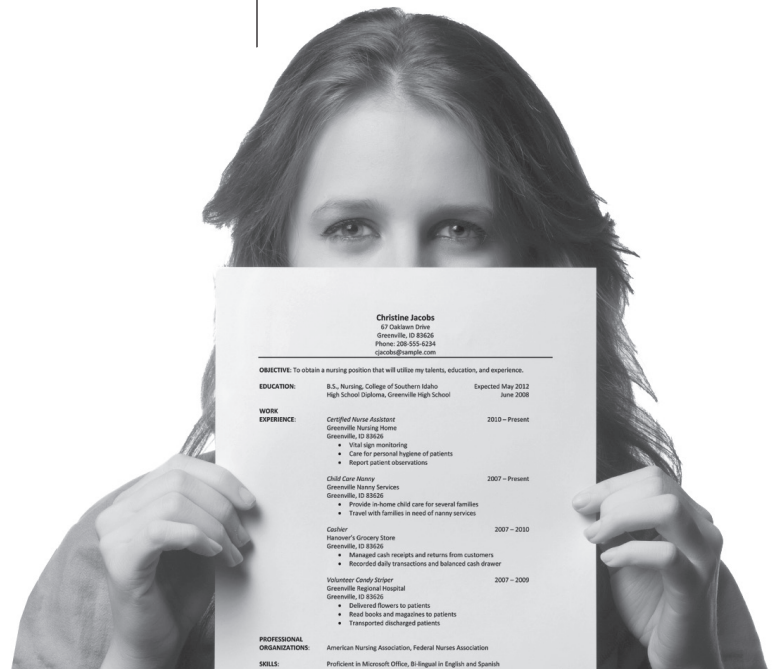 Christine Jacobs
67 Oaklawn Drive
Greenville, ID 83626
Phone: 208-555-6234
cjacobs@sample.com
OBJECTIVE: To obtain a nursing position that will utilize my talents, education, and experience.
EDUCATION: B.S., Nursing, College of Southern Idaho Expected May 2012
High School Diploma, Greenville High School June 2008
WORK
EXPERIENCE: Certified Nurse Assistant 2010 – Present
Greenville Nursing Home
Greenville, ID 83626
• Vital sign monitoring
• Care for personal hygiene of patients
• Report patient observations
Child Care Nanny 2007 – Present
Greenville Nanny Services
Greenville, ID 83626
• Provide in-home child care for several families
• Travel with families in need of nanny services
Cashier 2007 – 2010
Hanover's Grocery Store
Greenville, ID 83626
• Managed cash receipts and returns from customers
• Recorded daily transactions and balanced cash drawer
Volunteer Candy Striper 2007 – 2009
Greenville Regional Hospital
Greenville, ID 83626
• Delivered flowers to patients
• Read books and magazines to patients
• Transported discharged patients
PROFESSIONAL
ORGANIZATIONS: American Nursing Association, Federal Nurses Association
SKILLS: Proficient in Microsoft Office, Bi-lingual in English and Spanish